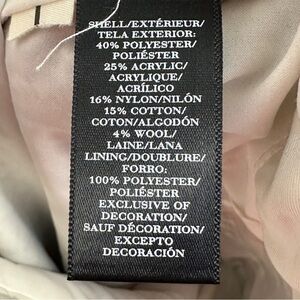 SHELL/EXTÉRIEUR/
TELA EXTERIOR:
40% POLYESTER/
POLIÉSTER
25% ACRYLIC/
ACRYLIQUE/
ACRÍLICO
16% NYLON/NILÓN
15% COTTON/
COTON/ALGODÓN
4% WOOL/
LAINE/LANA
LINING/DOUBLURE/
FORRO:
100% POLYESTER/
POLIÉSTER
EXCLUSIVE OF
DECORATION/
SAUF DÉCORATION/
EXCEPTO
DECORACIÓN